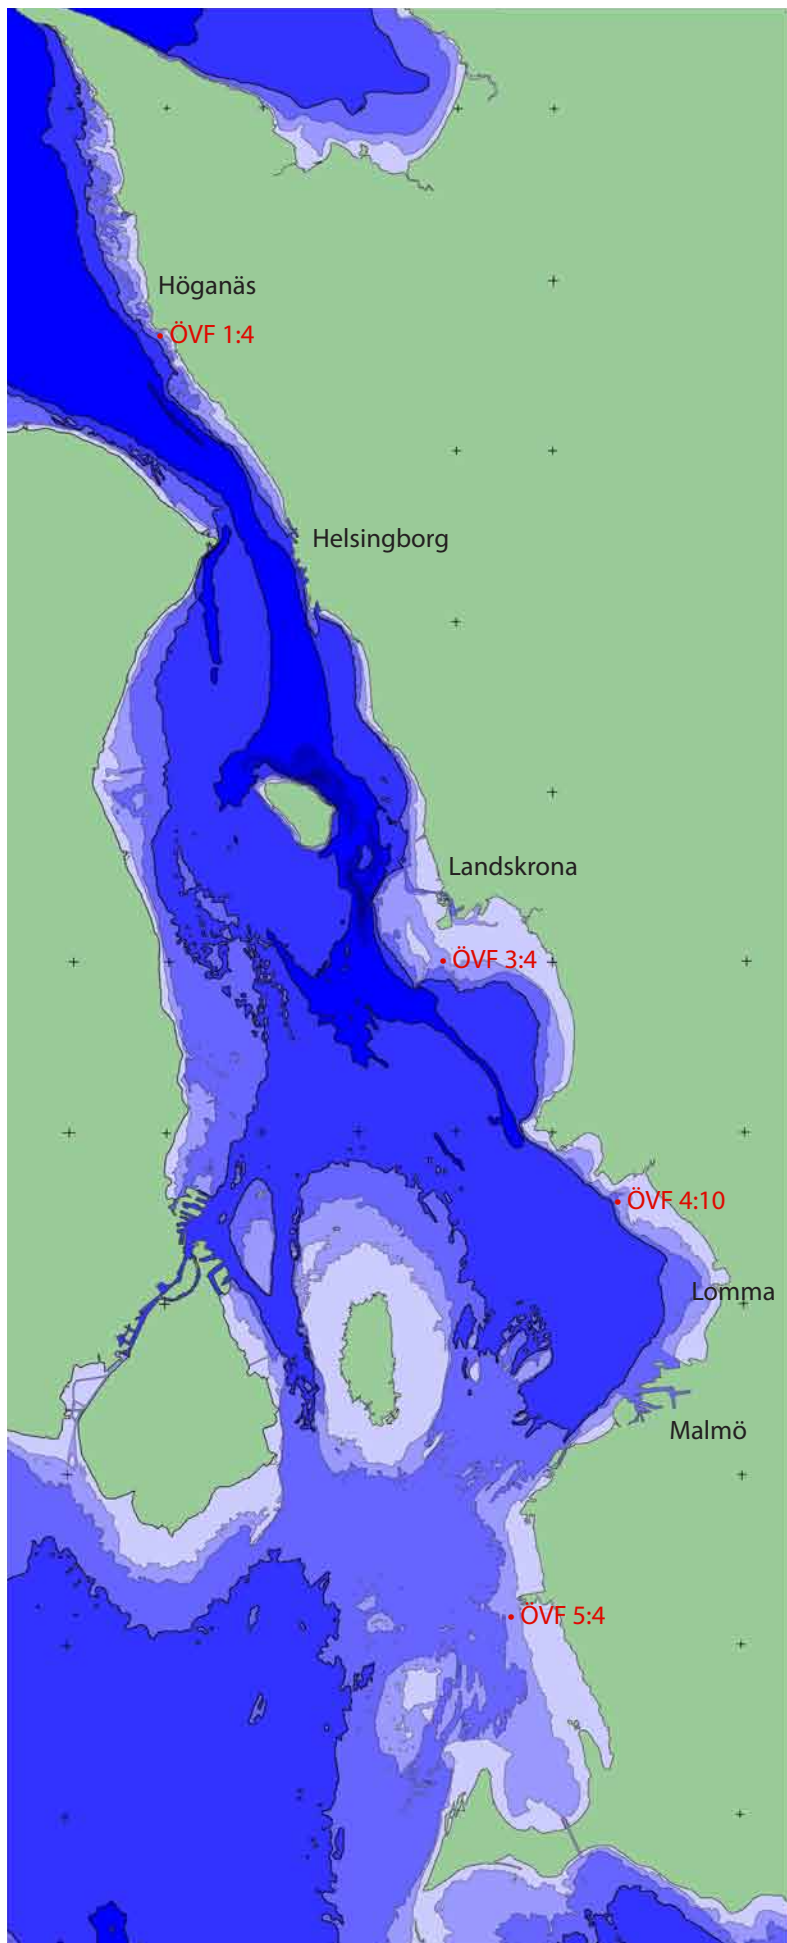 Höganäs
ÖVF 1:4
Helsingborg
Landskrona
ÖVF 3:4
ÖVF 4:10
Lomma
Malmö
ÖVF 5:4